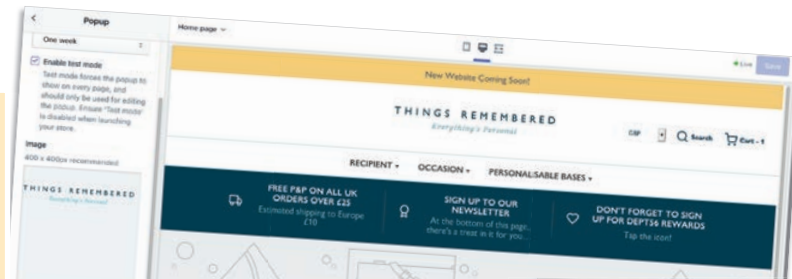 Popup
One week
Enable test mode
Test mode forces the popup to
show on every page, and
should only be used for editing
the popup. Ensure 'Test mode'
is disabled when launching
your store.
Image
400 x 400px recommended
THINGS REMEMBERED
Everything's Personal
Home page
Live
Save
New Website Coming Soon!
THINGS REMEMBERED
Everything's Personal
GBP
Search
Cart - 1
RECIPIENT
OCCASION
PERSONALISABLE BASES
FREE P&P ON ALL UK
ORDERS OVER £25
Estimated shipping to Europe
£10
SIGN UP TO OUR
NEWSLETTER
At the bottom of this page..
there's a treat in it for you...
DON'T FORGET TO SIGN
UP FOR DEPT56 REWARDS
Tap the icon!